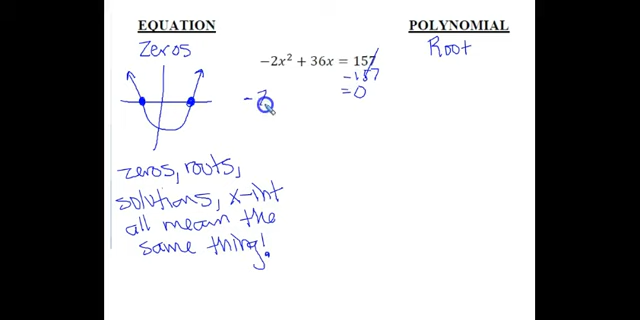 EQUATION
POLYNOMIAL
Zeros
Root
−2x² + 36x = 157
−157
= 0
zeros, roots,
solutions, x-int
all mean the
same thing!